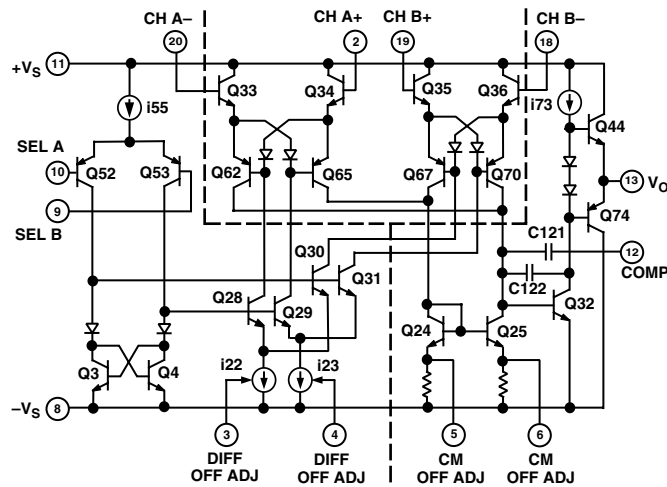 CH A– CH A+ CH B+ CH B–
20 2 19 18
+VS 11
Q33 Q34 Q35 Q36
i55 i73
Q44
SEL A
10 Q52 Q53 Q62 Q65 Q67 Q70
13 VO
9
SEL B
Q74
Q30 C121
12
COMP
Q31
C122
Q28 Q29 Q32
Q24 Q25
Q3 Q4 i22 i23
–VS 8
3 4 5 6
DIFF OFF ADJ
DIFF OFF ADJ
CM OFF ADJ
CM OFF ADJ